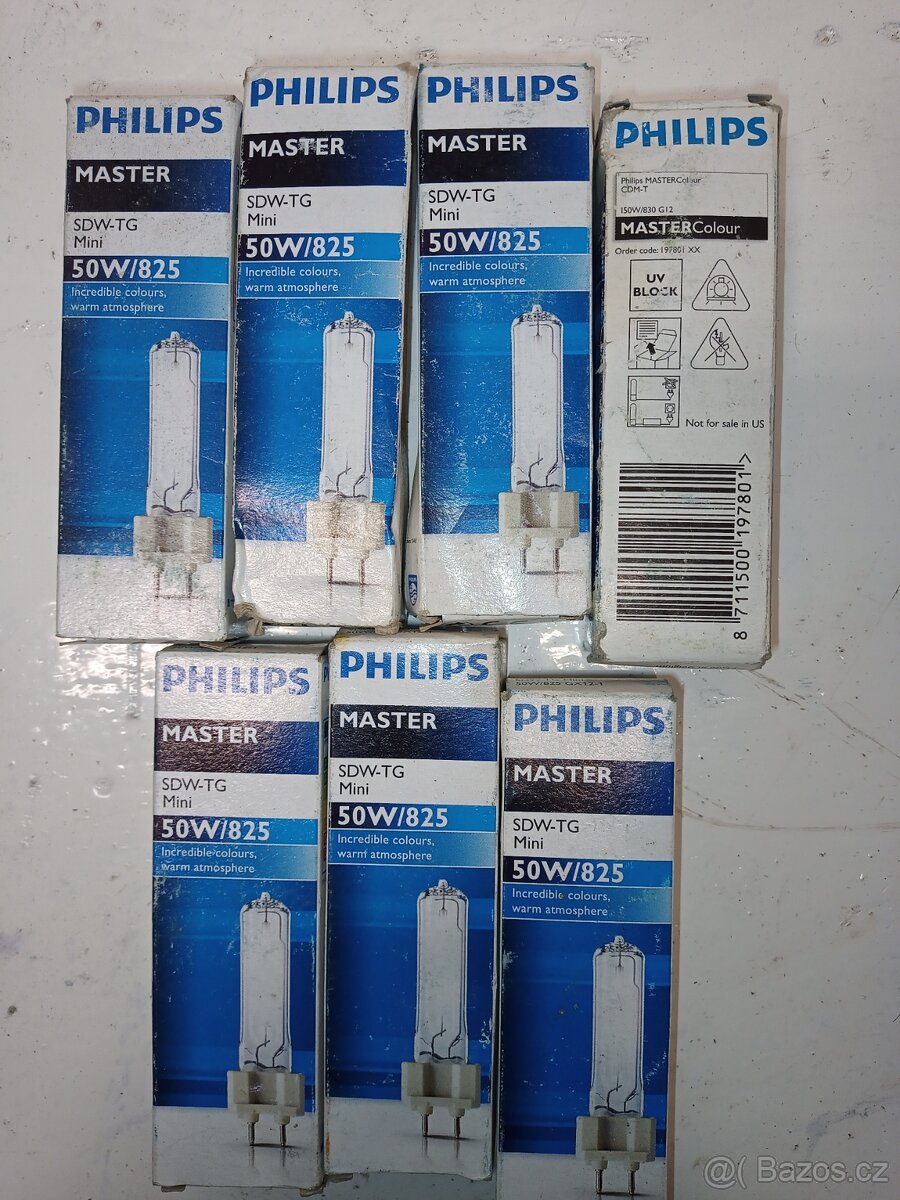 PHILIPS
MASTER
SDW-TG
Mini
50W/825
Incredible colours,
warm atmosphere
PHILIPS
MASTER
SDW-TG
Mini
50W/825
Incredible colours,
warm atmosphere
PHILIPS
MASTER
SDW-TG
Mini
50W/825
Incredible colours,
warm atmosphere
PHILIPS
Philips MASTERColour
CDM-T
150W/830 G12
MASTERColour
Order code: 197801 XX
UV
BLOCK
Not for sale in US
8 711500 197801 >
PHILIPS
MASTER
SDW-TG
Mini
50W/825
Incredible colours,
warm atmosphere
PHILIPS
MASTER
SDW-TG
Mini
50W/825
Incredible colours,
warm atmosphere
50W/825 GX12-1
PHILIPS
MASTER
SDW-TG
Mini
50W/825
Incredible colours,
warm atmosphere
@( Bazos.cz